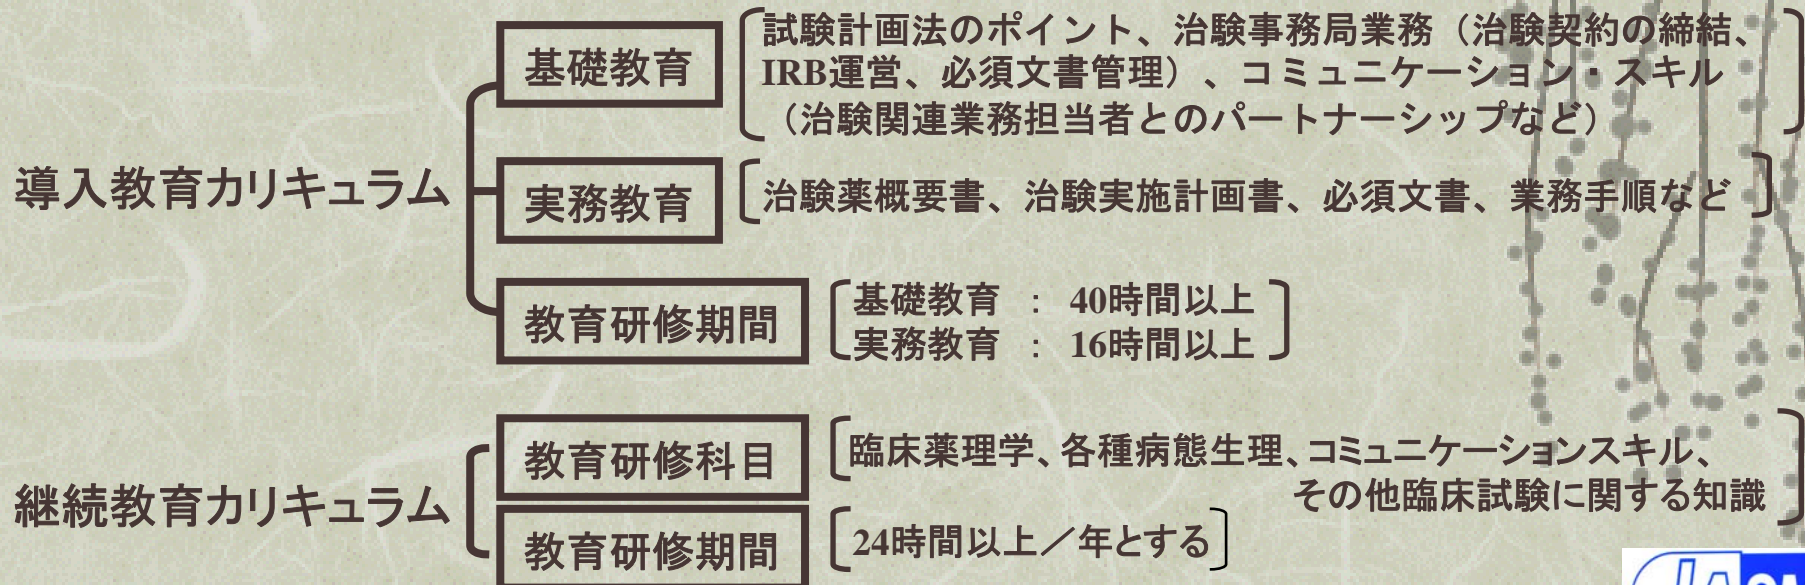 導入教育カリキュラム
基礎教育
試験計画法のポイント、治験事務局業務（治験契約の締結、
IRB運営、必須文書管理）、コミュニケーション・スキル
（治験関連業務担当者とのパートナーシップなど）
実務教育
治験薬概要書、治験実施計画書、必須文書、業務手順など
教育研修期間
基礎教育 ： 40時間以上
実務教育 ： 16時間以上
継続教育カリキュラム
教育研修科目
臨床薬理学、各種病態生理、コミュニケーションスキル、
その他臨床試験に関する知識
教育研修期間
24時間以上／年とする